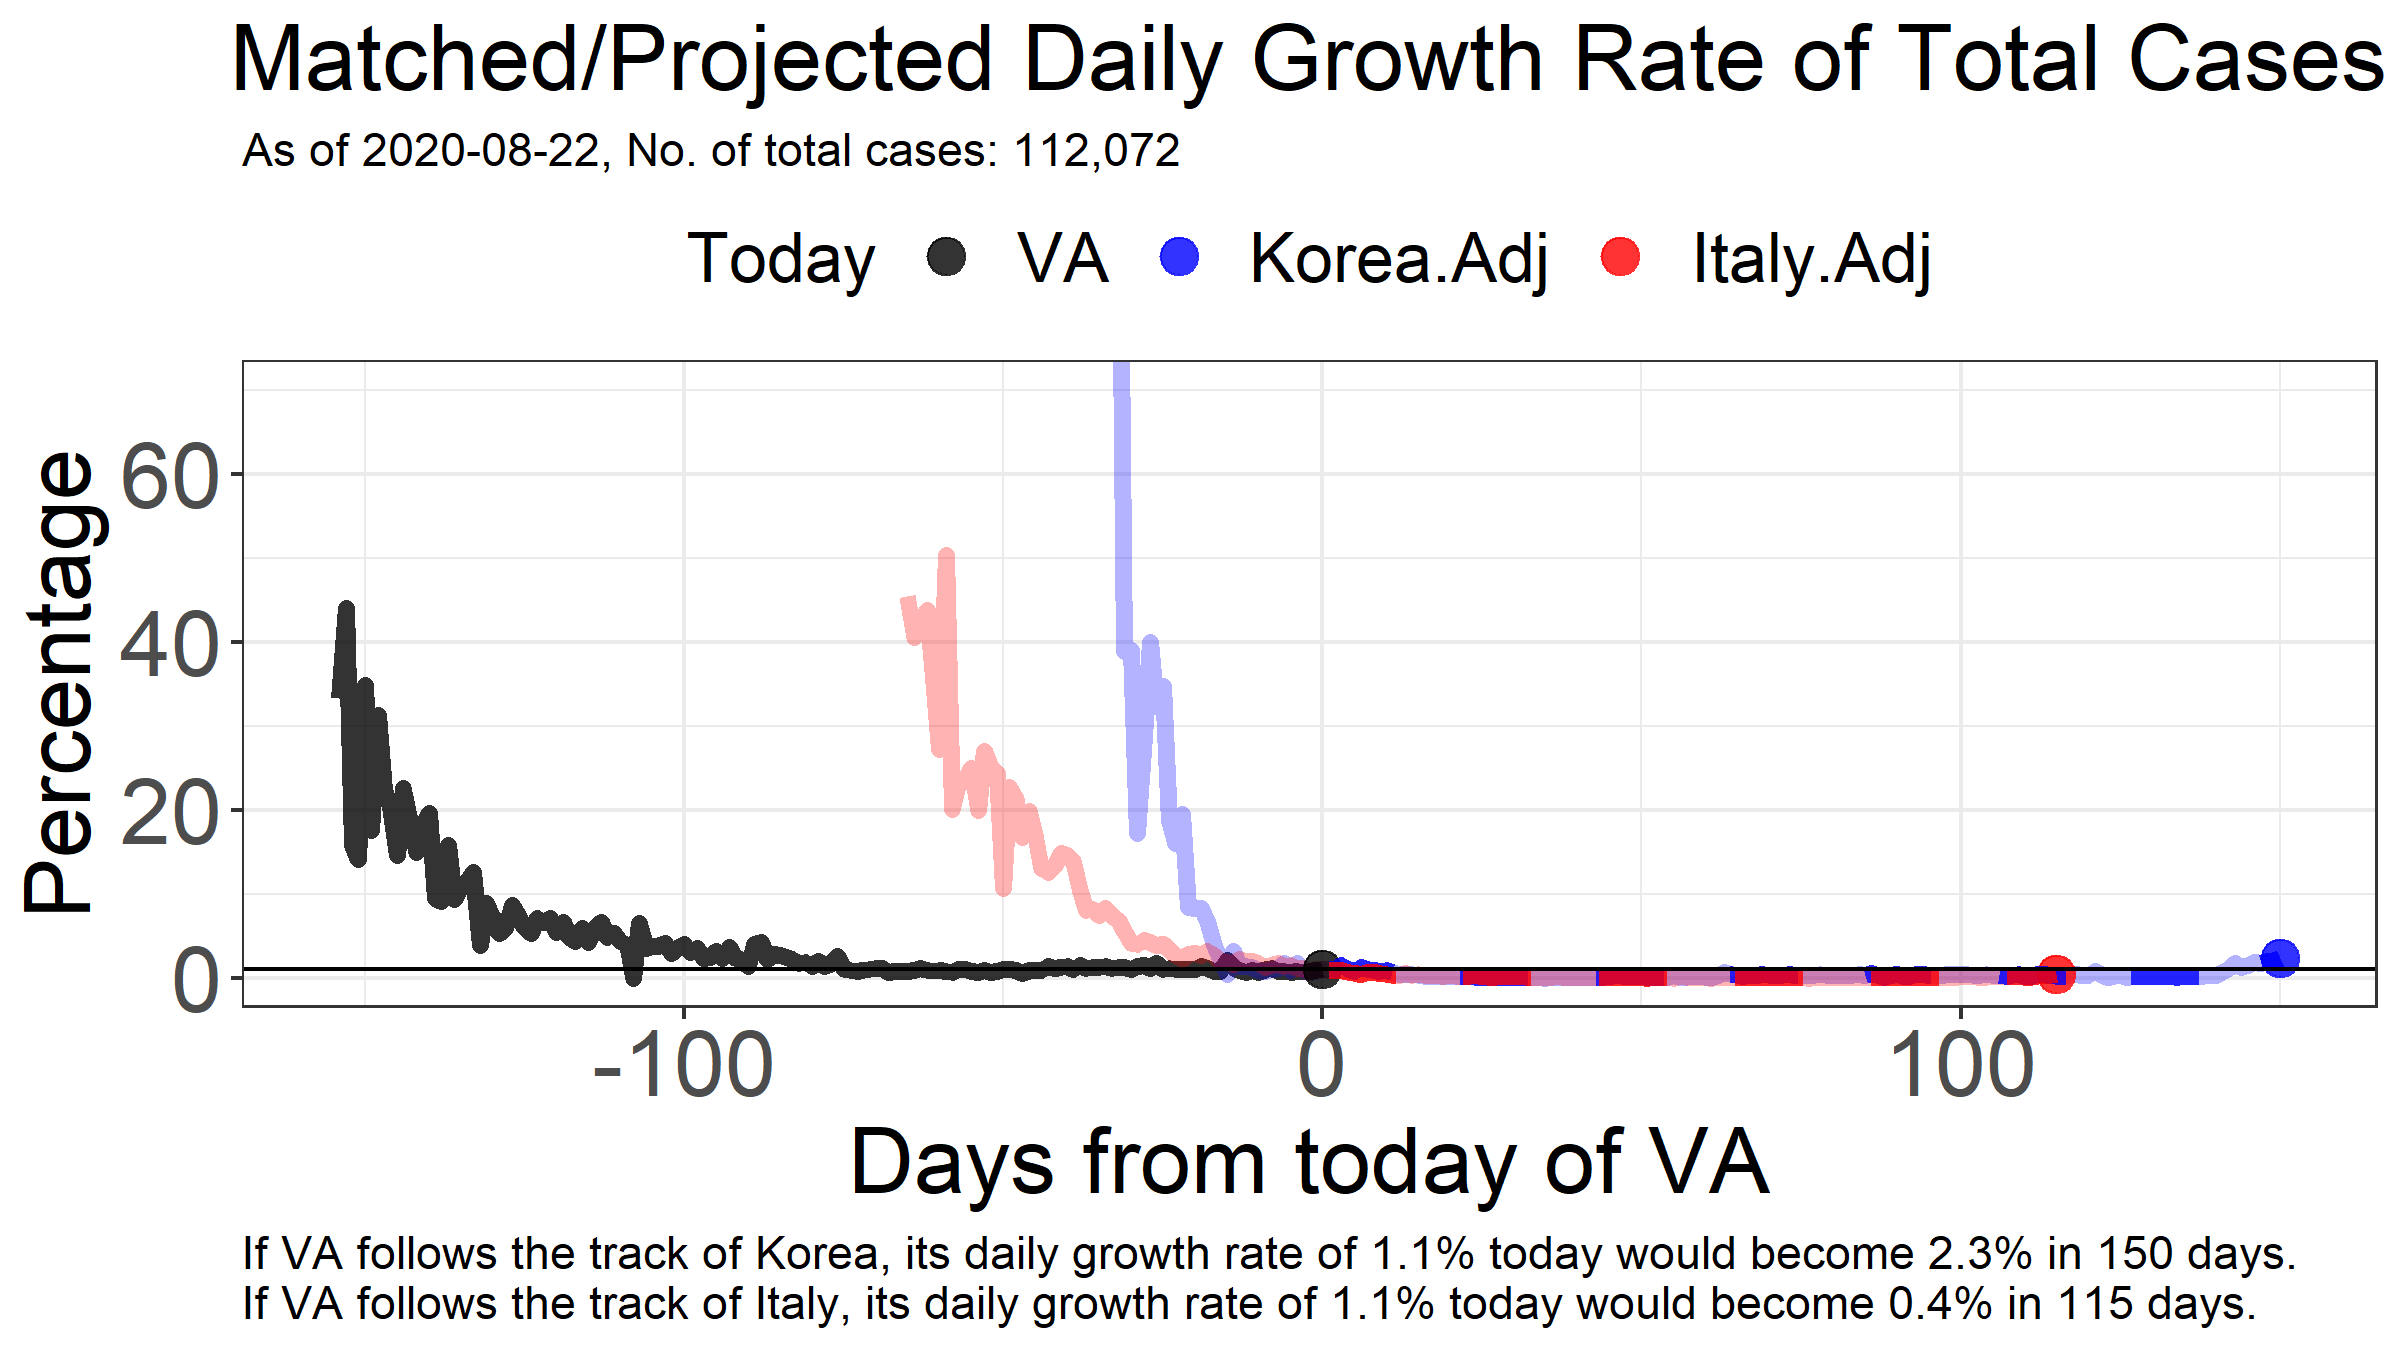 Matched/Projected Daily Growth Rate of Total Cases
As of 2020-08-22, No. of total cases: 112,072
Today VA Korea.Adj Italy.Adj
Percentage
60
40
20
0
-100 0 100
Days from today of VA
If VA follows the track of Korea, its daily growth rate of 1.1% today would become 2.3% in 150 days.
If VA follows the track of Italy, its daily growth rate of 1.1% today would become 0.4% in 115 days.